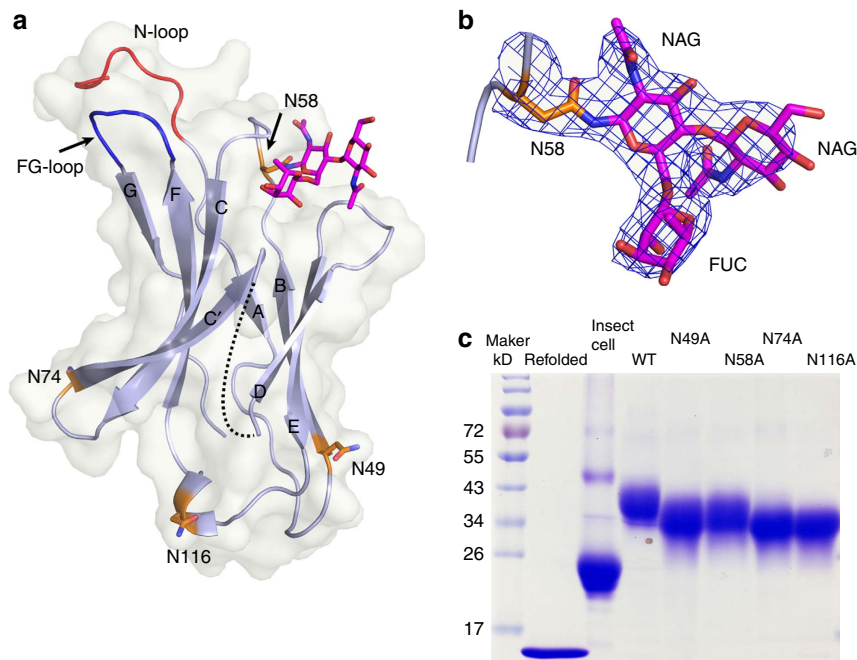 a
N-loop
N58
FG-loop
G
F
C
B
A
C′
D
E
N74
N49
N116
b
NAG
N58
NAG
FUC
c
Maker
kD
Refolded
Insect
cell
WT
N49A
N58A
N74A
N116A
72
55
43
34
26
17